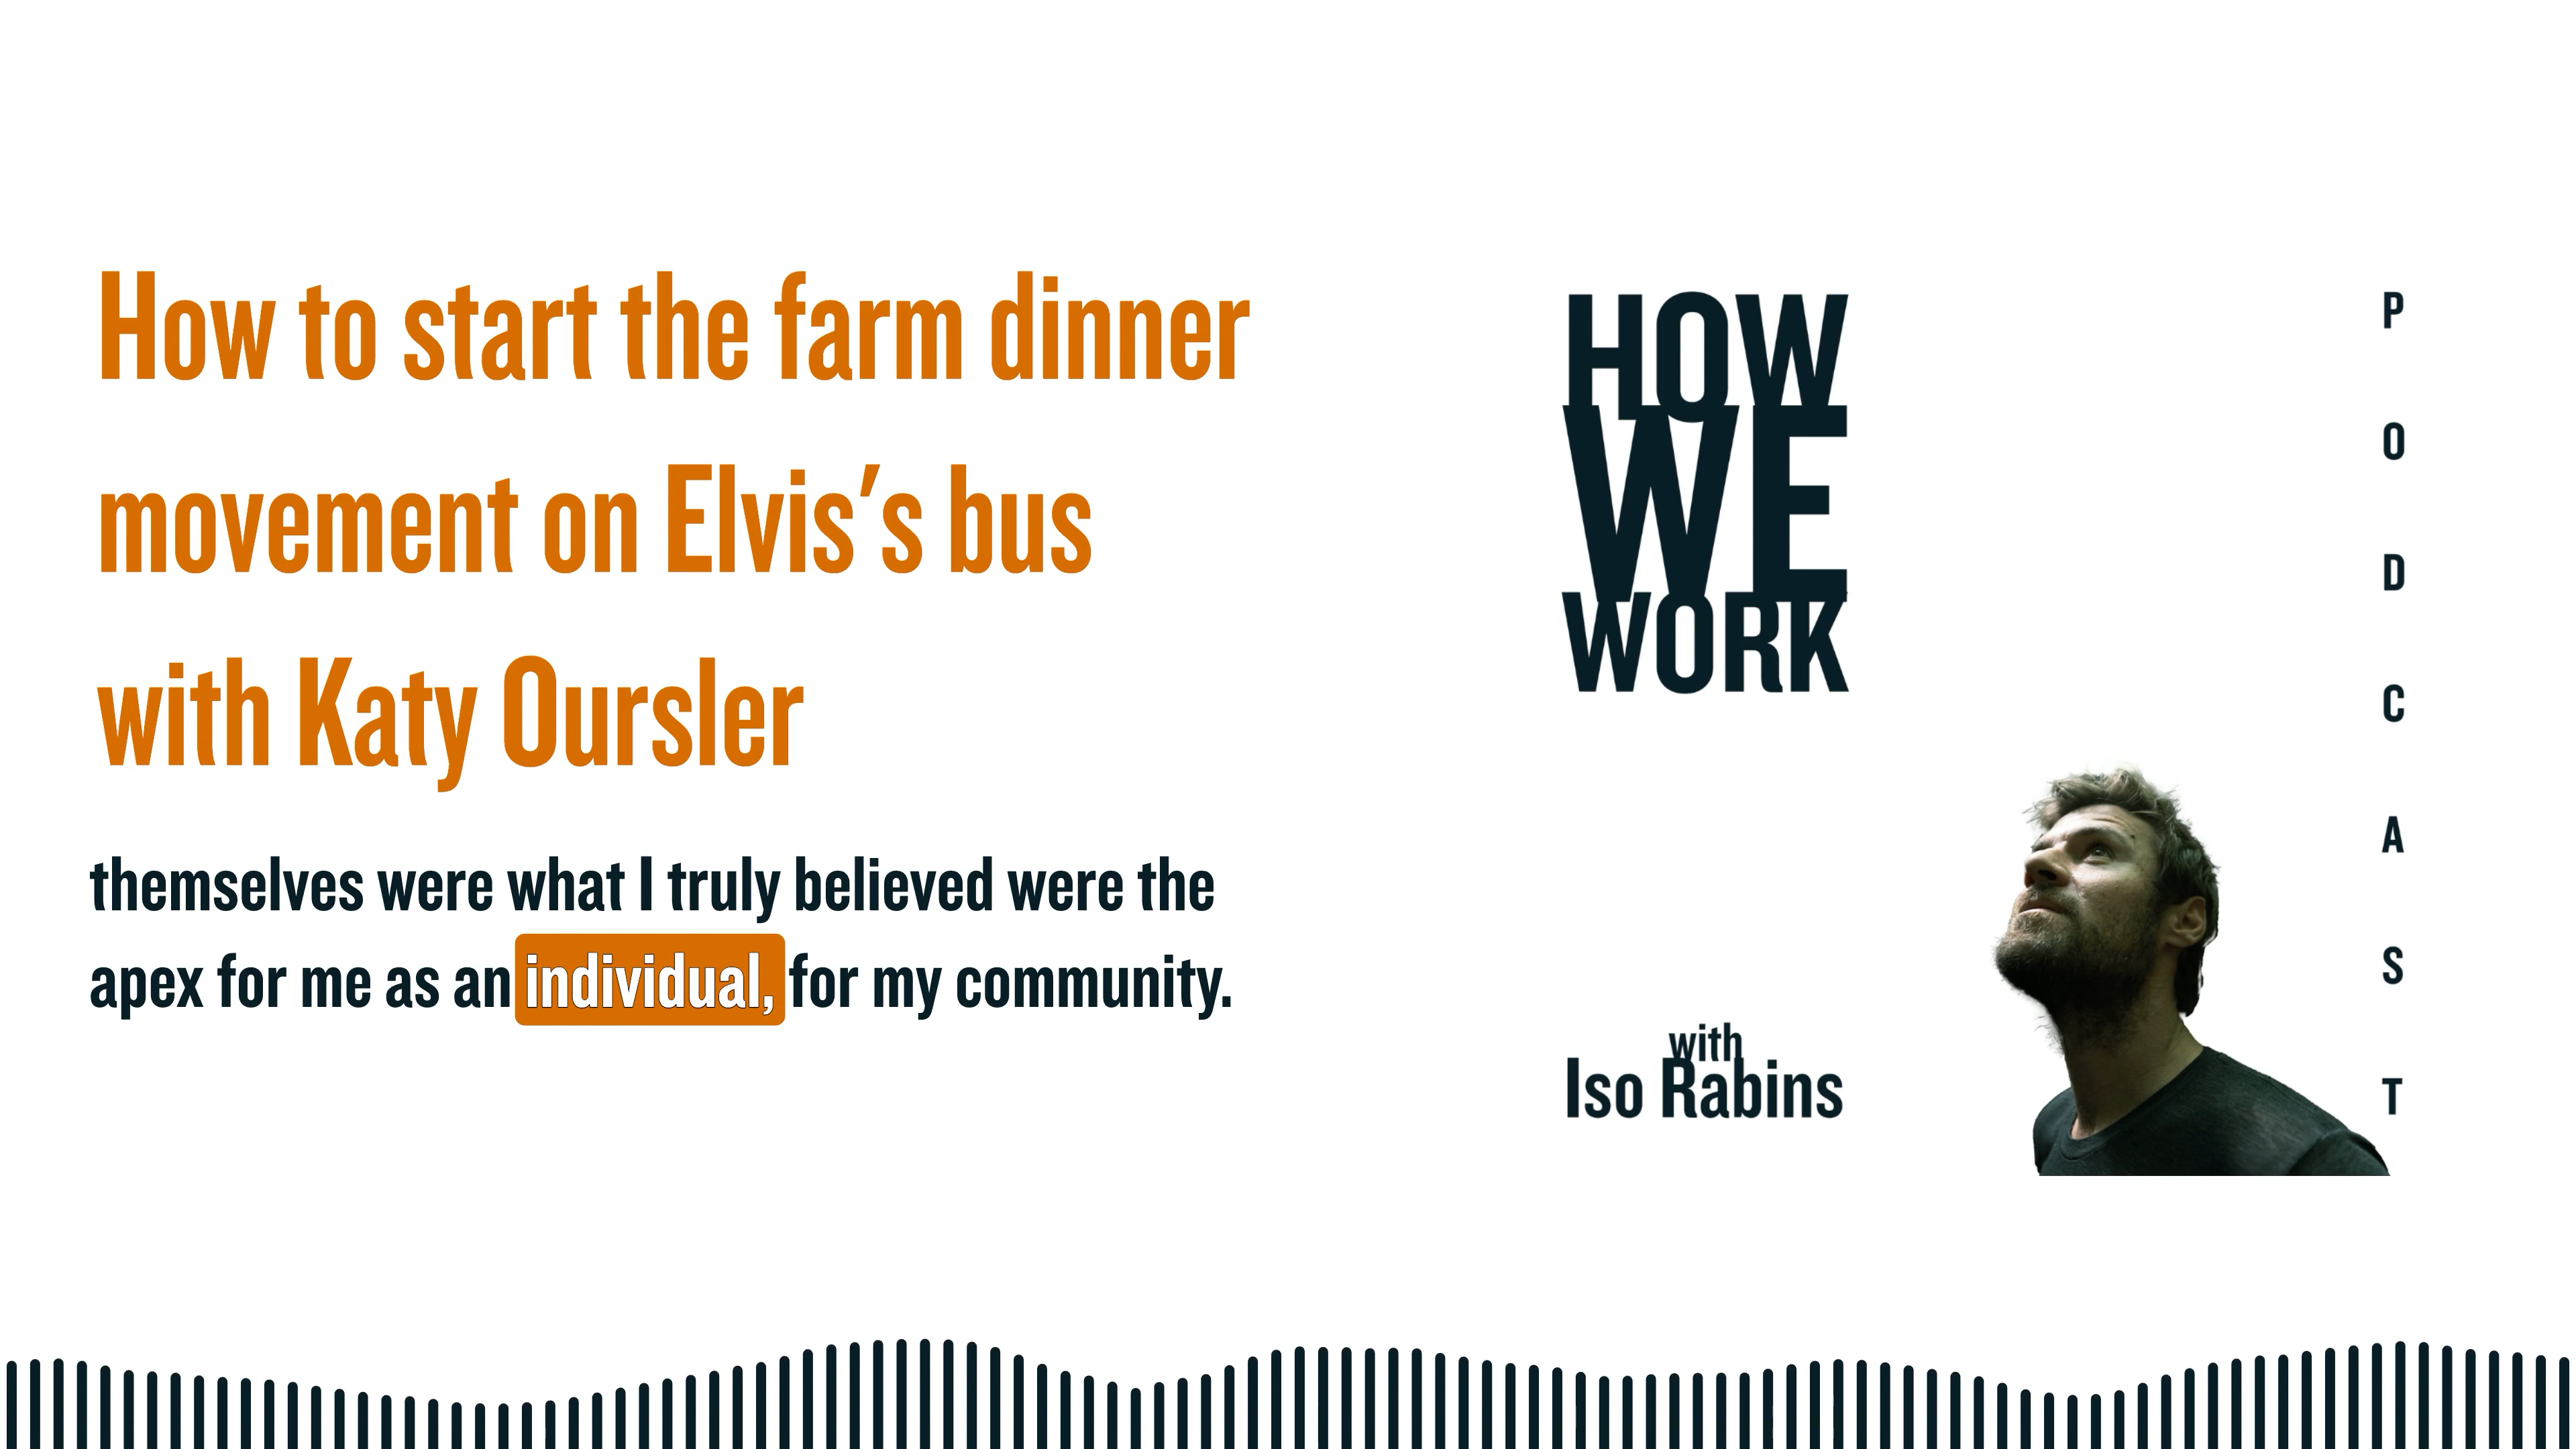 How to start the farm dinner
movement on Elvis’s bus
with Katy Oursler
themselves were what I truly believed were the
apex for me as an individual, for my community.
HOW
WE
WORK
with
Iso Rabins
PODCAST